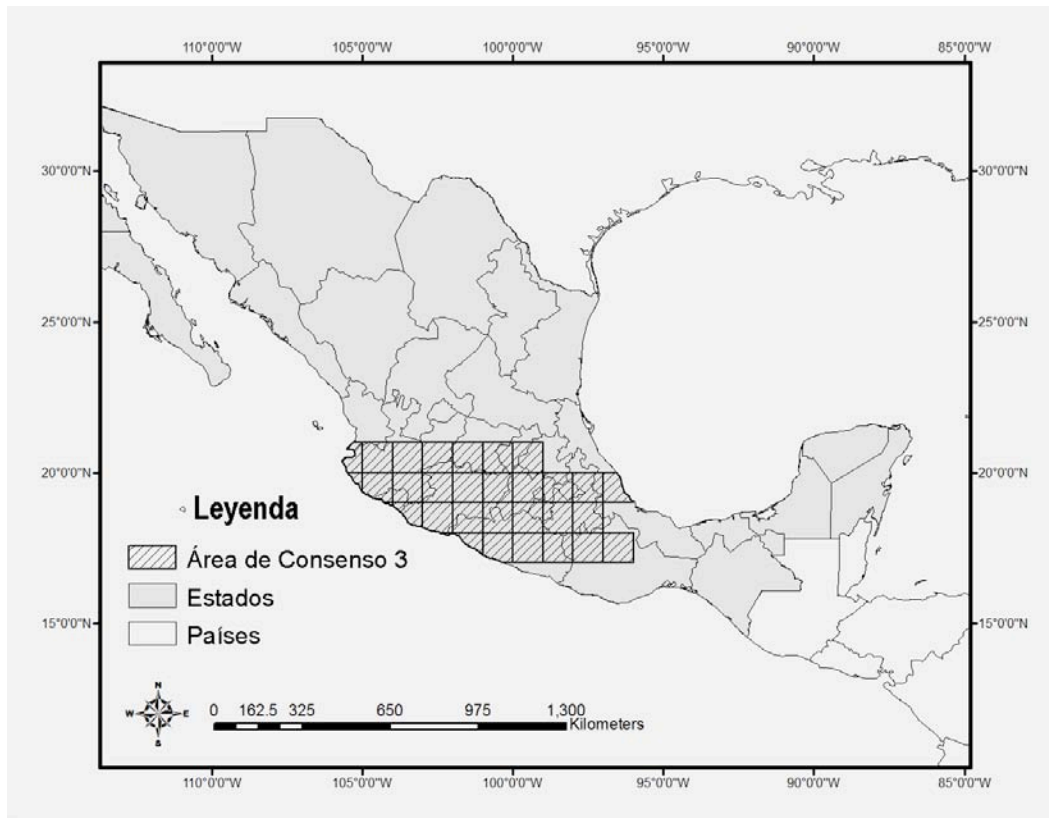 110°0'0"W 105°0'0"W 100°0'0"W 95°0'0"W 90°0'0"W 85°0'0"W
30°0'0"N 30°0'0"N
25°0'0"N 25°0'0"N
20°0'0"N 20°0'0"N
Leyenda
Área de Consenso 3
Estados
Países
15°0'0"N 15°0'0"N
N
W E
S
0 162.5 325 650 975 1,300
Kilometers
110°0'0"W 105°0'0"W 100°0'0"W 95°0'0"W 90°0'0"W 85°0'0"W